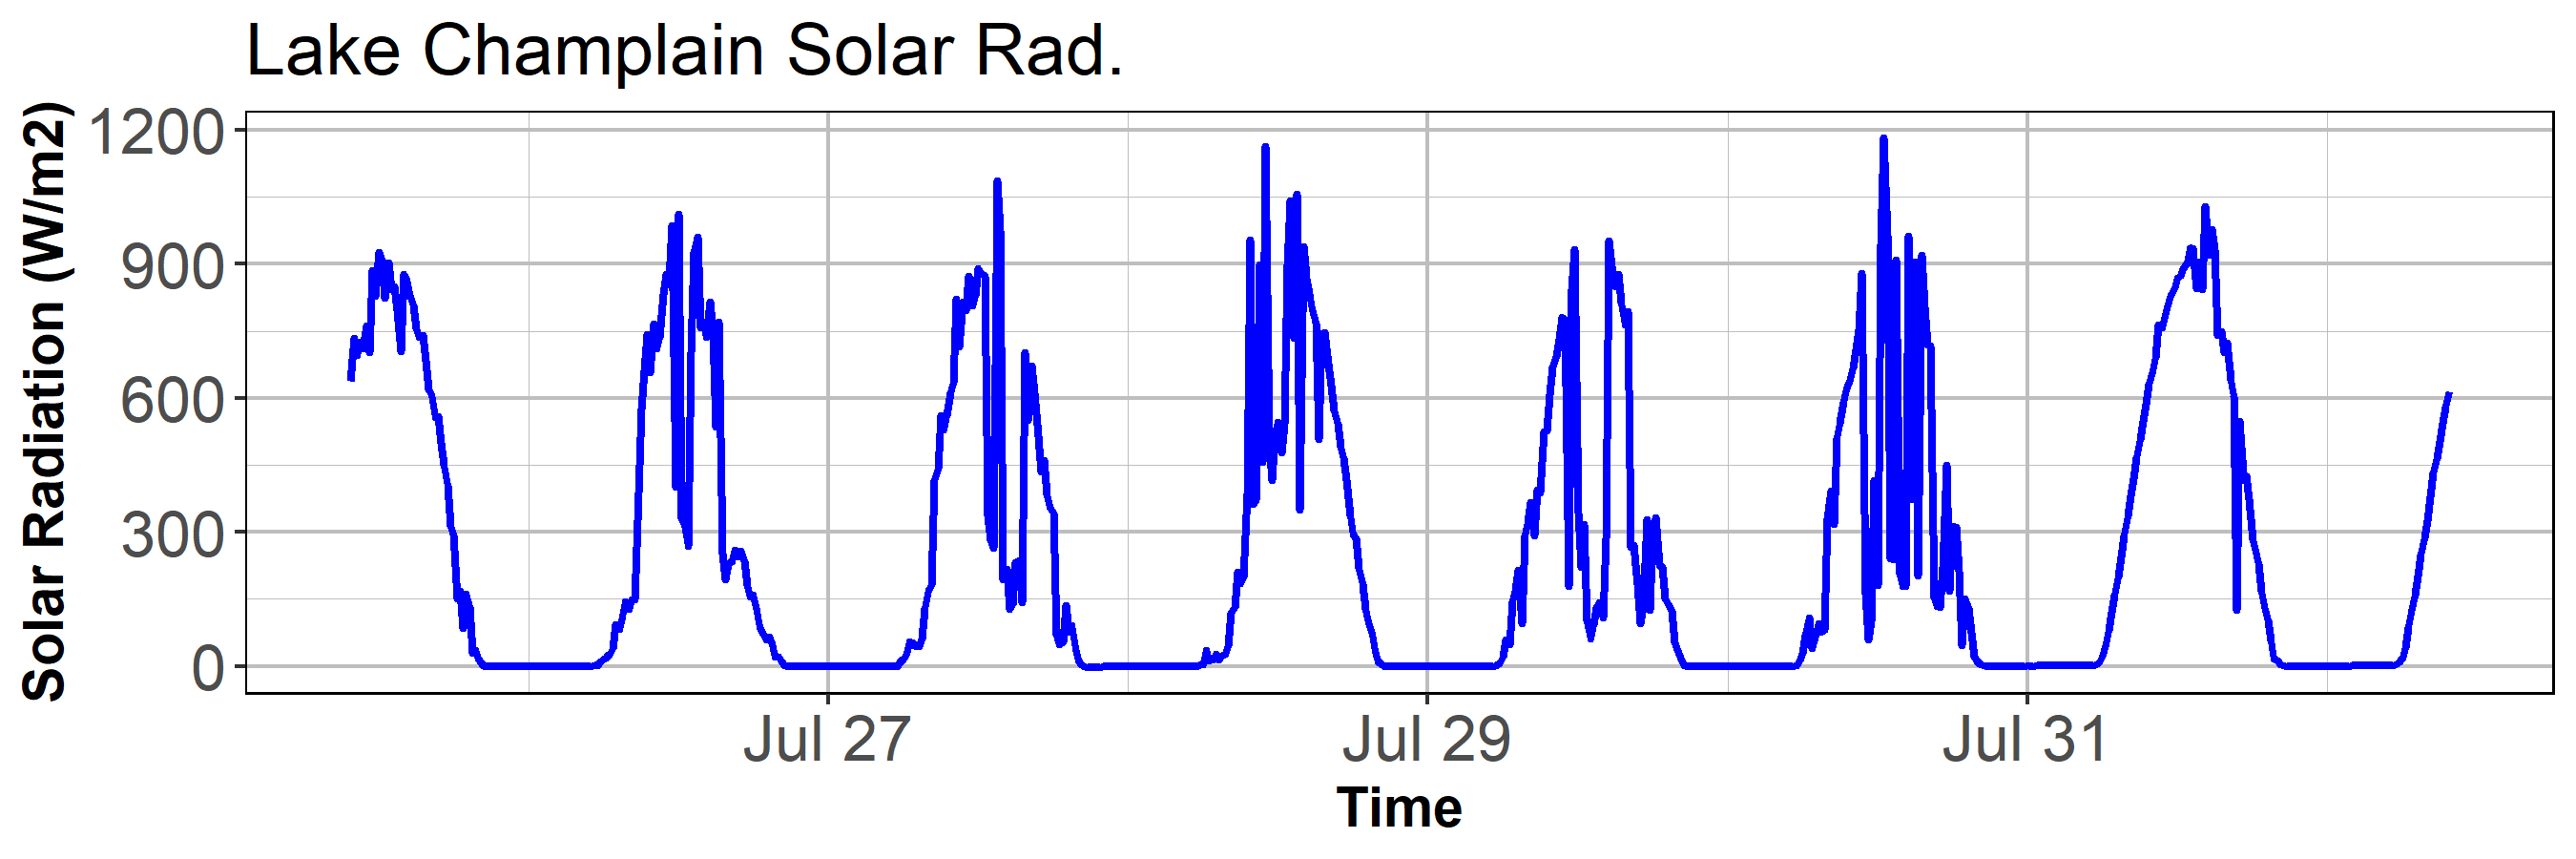 Lake Champlain Solar Rad.
Solar Radiation (W/m2)
1200
900
600
300
0
Jul 27 Jul 29 Jul 31
Time